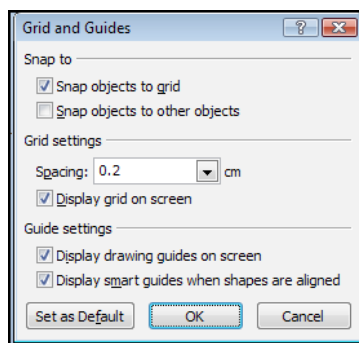 Grid and Guides
Snap to
Snap objects to grid
Snap objects to other objects
Grid settings
Spacing: 0.2 cm
Display grid on screen
Guide settings
Display drawing guides on screen
Display smart guides when shapes are aligned
Set as Default OK Cancel